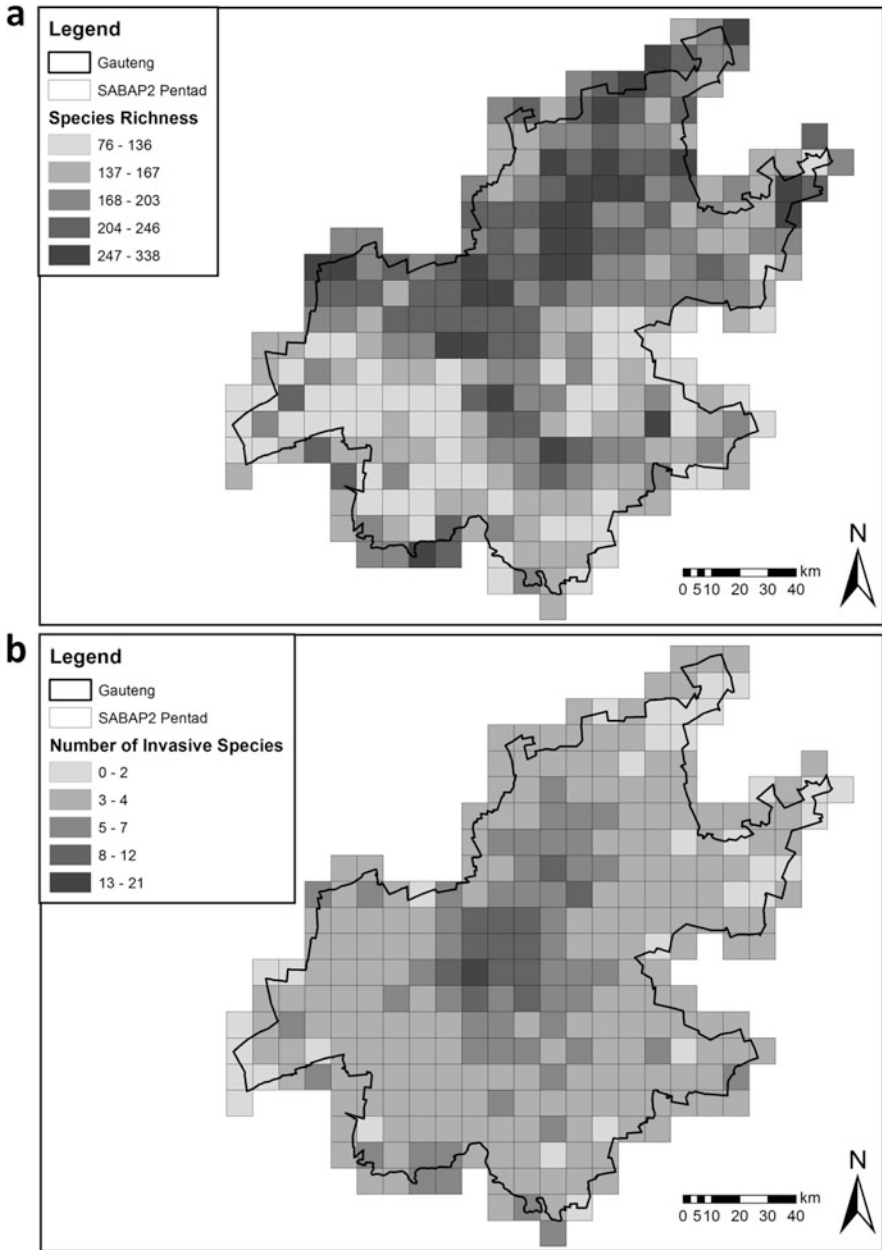 a
Legend
Gauteng
SABAP2 Pentad
Species Richness
76 - 136
137 - 167
168 - 203
204 - 246
247 - 338
N
km
0 5 10 20 30 40
b
Legend
Gauteng
SABAP2 Pentad
Number of Invasive Species
0 - 2
3 - 4
5 - 7
8 - 12
13 - 21
N
km
0 5 10 20 30 40